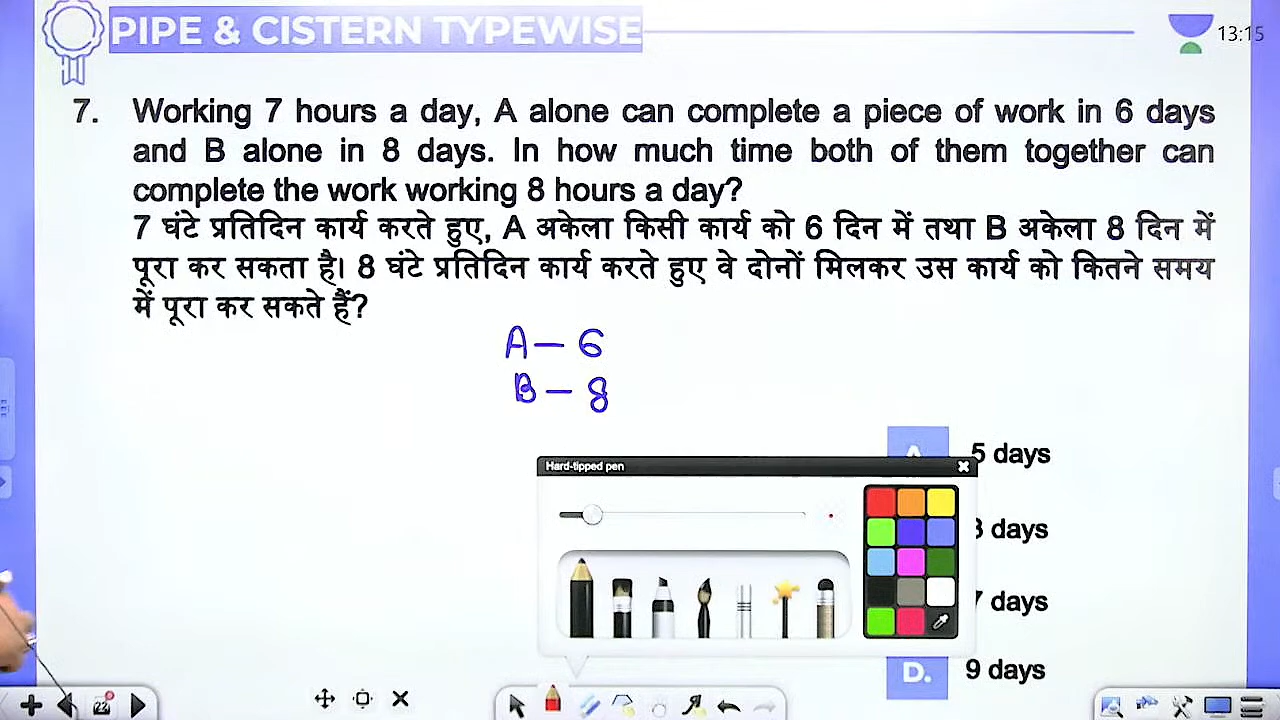 PIPE & CISTERN TYPEWISE
13:15
7. Working 7 hours a day, A alone can complete a piece of work in 6 days
and B alone in 8 days. In how much time both of them together can
complete the work working 8 hours a day?
7 घंटे प्रतिदिन कार्य करते हुए, A अकेला किसी कार्य को 6 दिन में तथा B अकेला 8 दिन में
पूरा कर सकता है। 8 घंटे प्रतिदिन कार्य करते हुए वे दोनों मिलकर उस कार्य को कितने समय
में पूरा कर सकते हैं?
A – 6
B – 8
5 days
Hard-tipped pen
days
days
D. 9 days
22